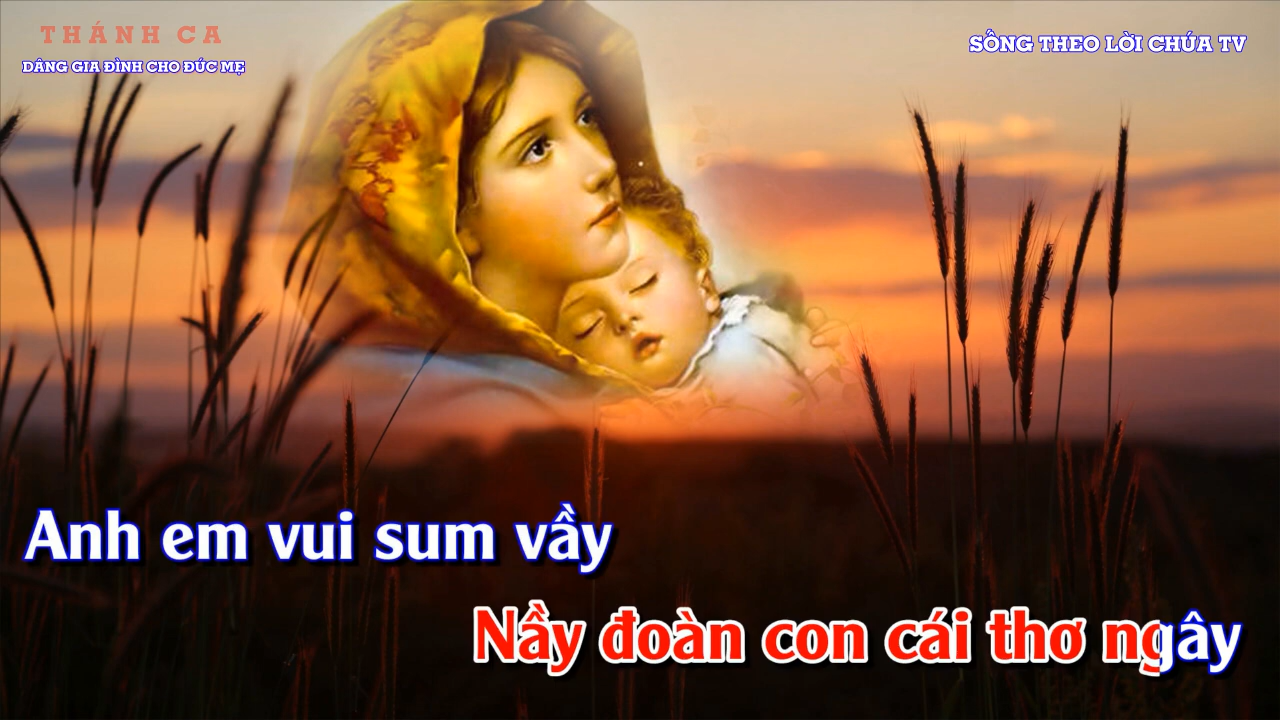 THÁNH CA
DÂNG GIA ĐÌNH CHO ĐỨC MẸ
SỐNG THEO LỜI CHÚA TV
Anh em vui sum vầy
Nầy đoàn con cái thơ ngây